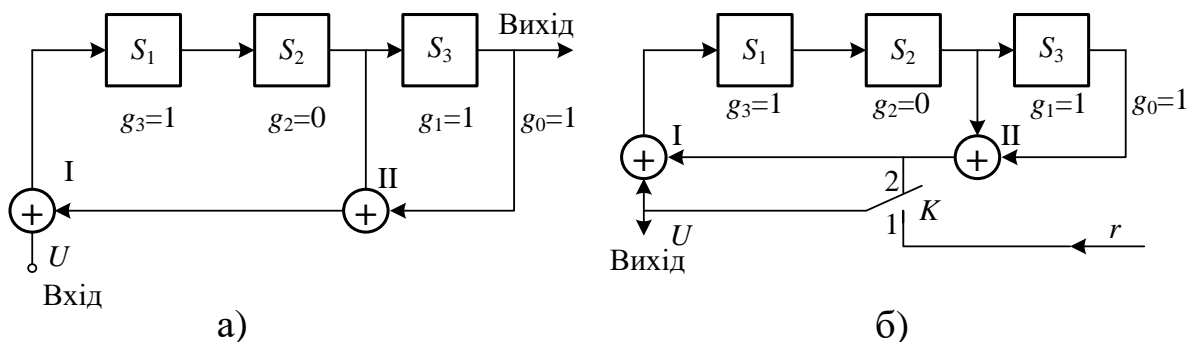 Вихід
S₁
S₂
S₃
g₃=1
g₂=0
g₁=1
g₀=1
I
II
+
+
U
Вхід
а)
S₁
S₂
S₃
g₃=1
g₂=0
g₁=1
g₀=1
I
II
+
+
2
K
1
U
r
Вихід
б)